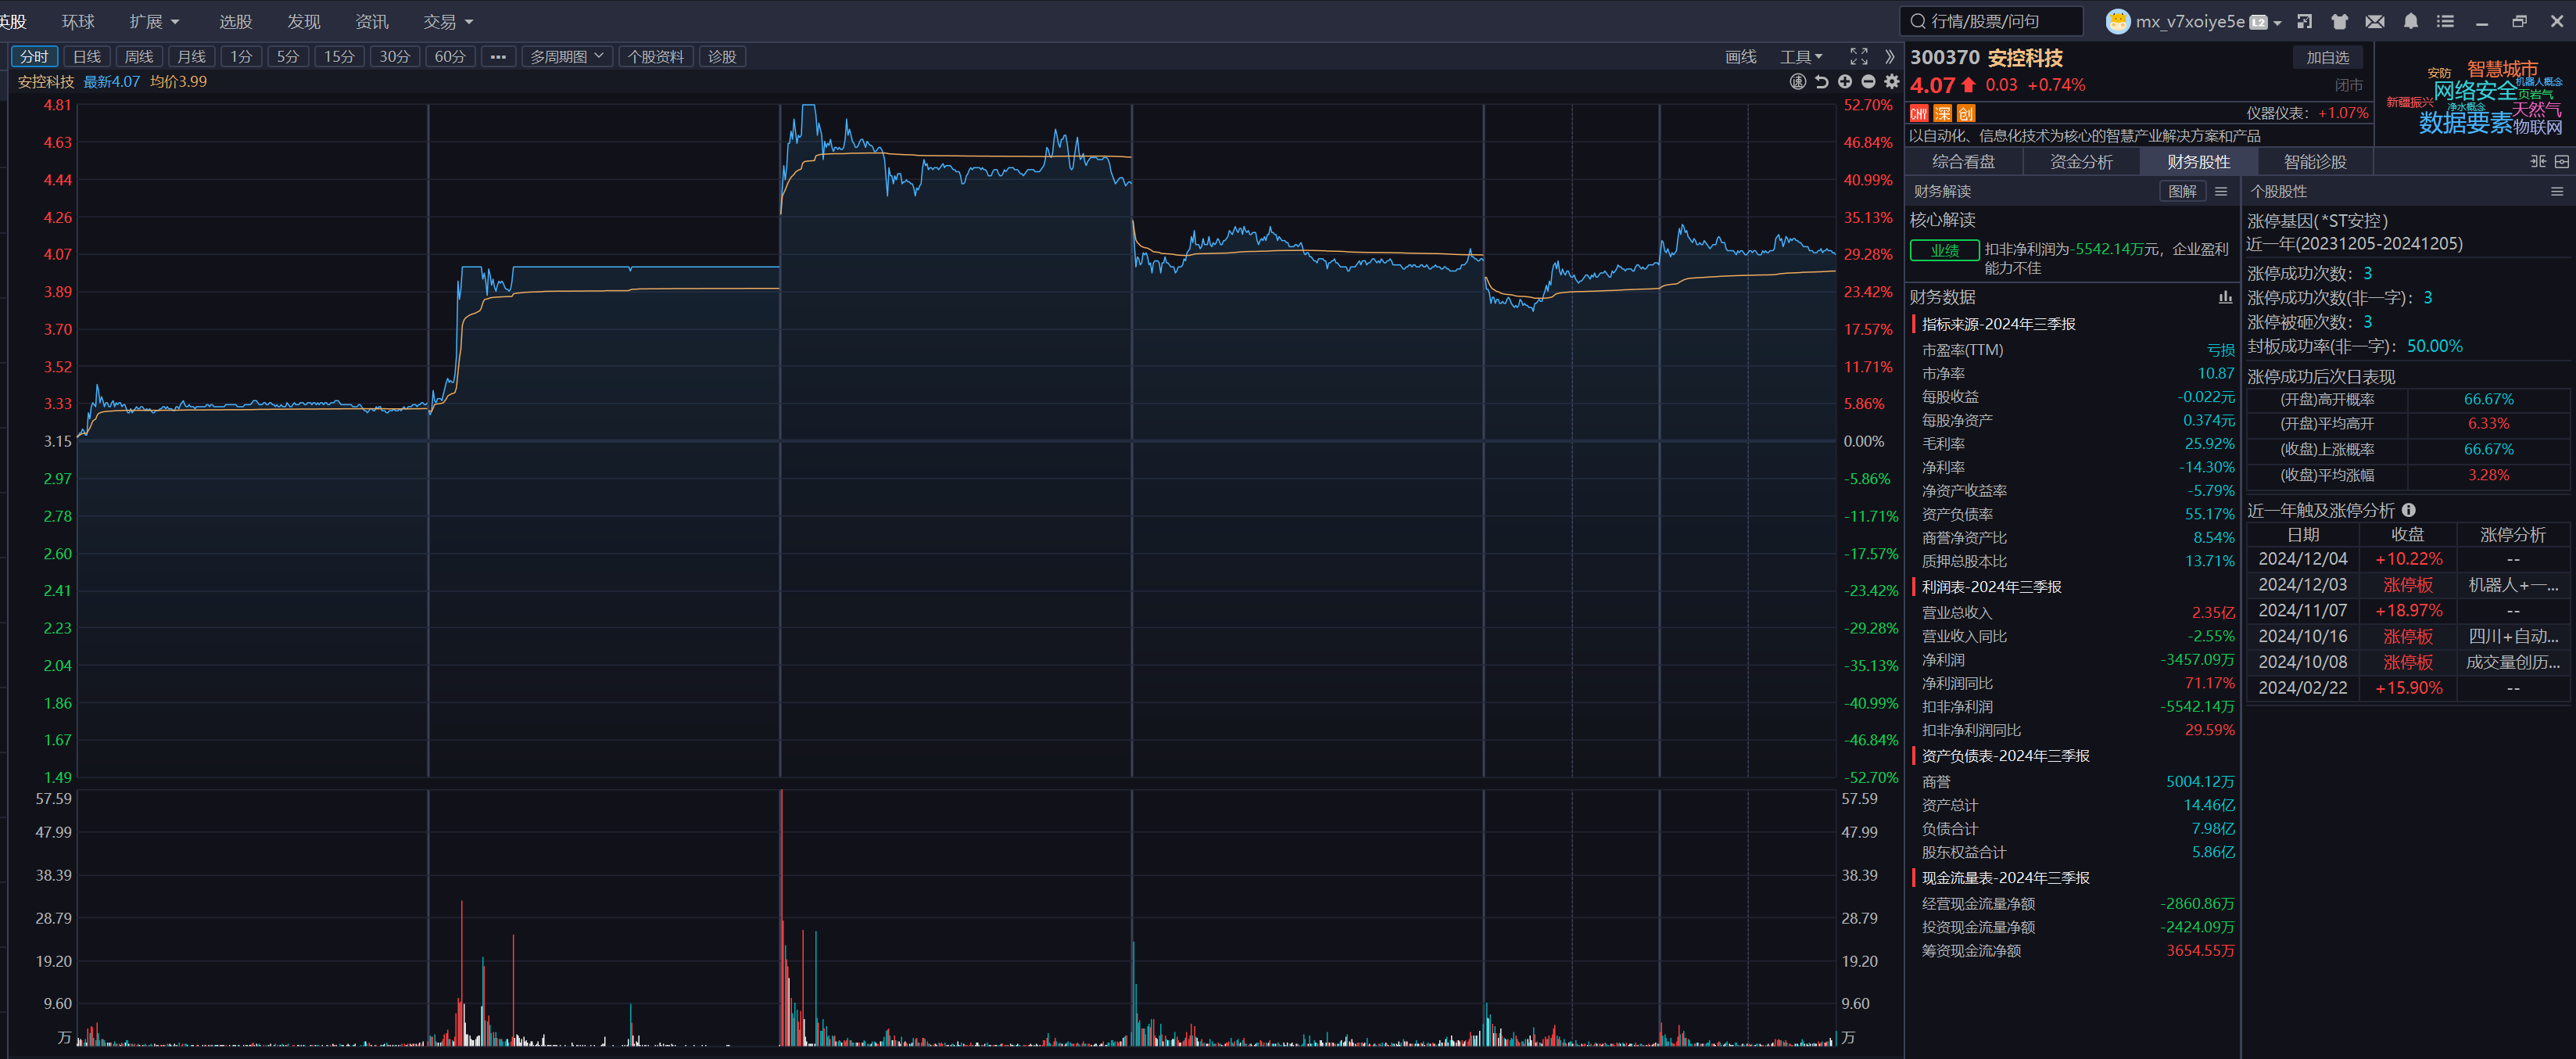 英股 环球 扩展 选股 发现 资讯 交易 行情/股票/问句 mx_v7xoiye5e L2
分时 日线 周线 月线 1分 5分 15分 30分 60分 ••• 多周期图 个股资料 诊股 画线 工具
安控科技 最新4.07 均价3.99
4.81 52.70%
4.63 46.84%
4.44 40.99%
4.26 35.13%
4.07 29.28%
3.89 23.42%
3.70 17.57%
3.52 11.71%
3.33 5.86%
3.15 0.00%
2.97 -5.86%
2.78 -11.71%
2.60 -17.57%
2.41 -23.42%
2.23 -29.28%
2.04 -35.13%
1.86 -40.99%
1.67 -46.84%
1.49 -52.70%
57.59 57.59
47.99 47.99
38.39 38.39
28.79 28.79
19.20 19.20
9.60 9.60
万 万
300370 安控科技 加自选
4.07 0.03 +0.74% 闭市
CNY 深 创 仪器仪表: +1.07%
以自动化、信息化技术为核心的智慧产业解决方案和产品
安防 智慧城市
机器人概念
网络安全 页岩气
新疆振兴 净水概念 天然气
数据要素 物联网
综合看盘 资金分析 财务股性 智能诊股
财务解读 图解
核心解读
业绩 扣非净利润为-5542.14万元, 企业盈利
能力不佳
财务数据
指标来源-2024年三季报
市盈率(TTM) 亏损
市净率 10.87
每股收益 -0.022元
每股净资产 0.374元
毛利率 25.92%
净利率 -14.30%
净资产收益率 -5.79%
资产负债率 55.17%
商誉净资产比 8.54%
质押总股本比 13.71%
利润表-2024年三季报
营业总收入 2.35亿
营业收入同比 -2.55%
净利润 -3457.09万
净利润同比 71.17%
扣非净利润 -5542.14万
扣非净利润同比 29.59%
资产负债表-2024年三季报
商誉 5004.12万
资产总计 14.46亿
负债合计 7.98亿
股东权益合计 5.86亿
现金流量表-2024年三季报
经营现金流量净额 -2860.86万
投资现金流量净额 -2424.09万
筹资现金流净额 3654.55万
个股股性
涨停基因(*ST安控)
近一年(20231205-20241205)
涨停成功次数: 3
涨停成功次数(非一字): 3
涨停被砸次数: 3
封板成功率(非一字): 50.00%
涨停成功后次日表现
(开盘)高开概率 66.67%
(开盘)平均高开 6.33%
(收盘)上涨概率 66.67%
(收盘)平均涨幅 3.28%
近一年触及涨停分析
日期 收盘 涨停分析
2024/12/04 +10.22% --
2024/12/03 涨停板 机器人+一...
2024/11/07 +18.97% --
2024/10/16 涨停板 四川+自动...
2024/10/08 涨停板 成交量创历...
2024/02/22 +15.90% --